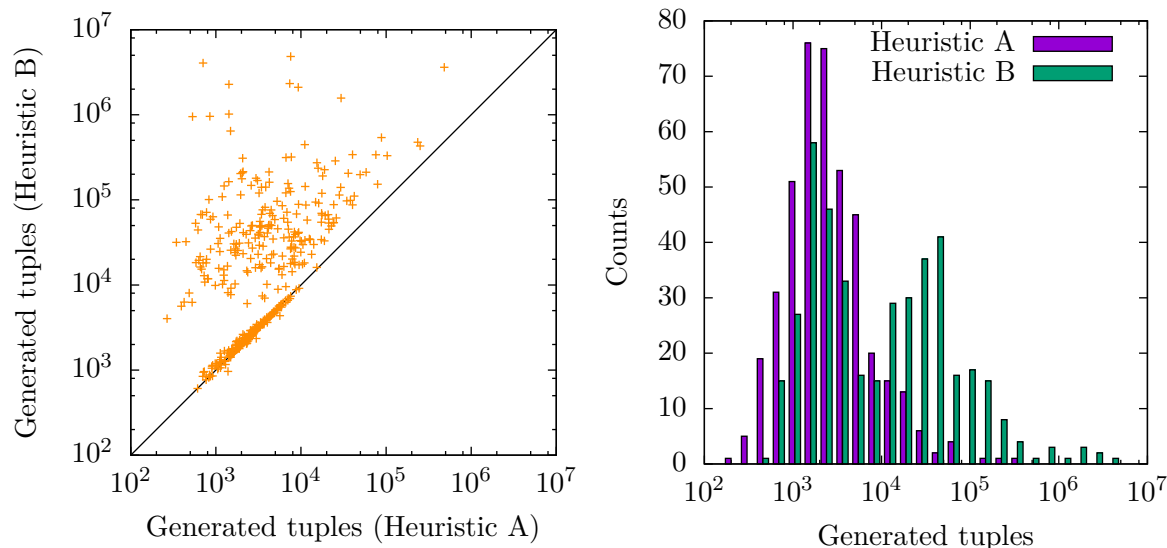 10^7
10^6
10^5
10^4
10^3
10^2
Generated tuples (Heuristic B)
10^2 10^3 10^4 10^5 10^6 10^7
Generated tuples (Heuristic A)
80
70
60
50
40
30
20
10
0
Counts
Heuristic A
Heuristic B
10^2 10^3 10^4 10^5 10^6 10^7
Generated tuples